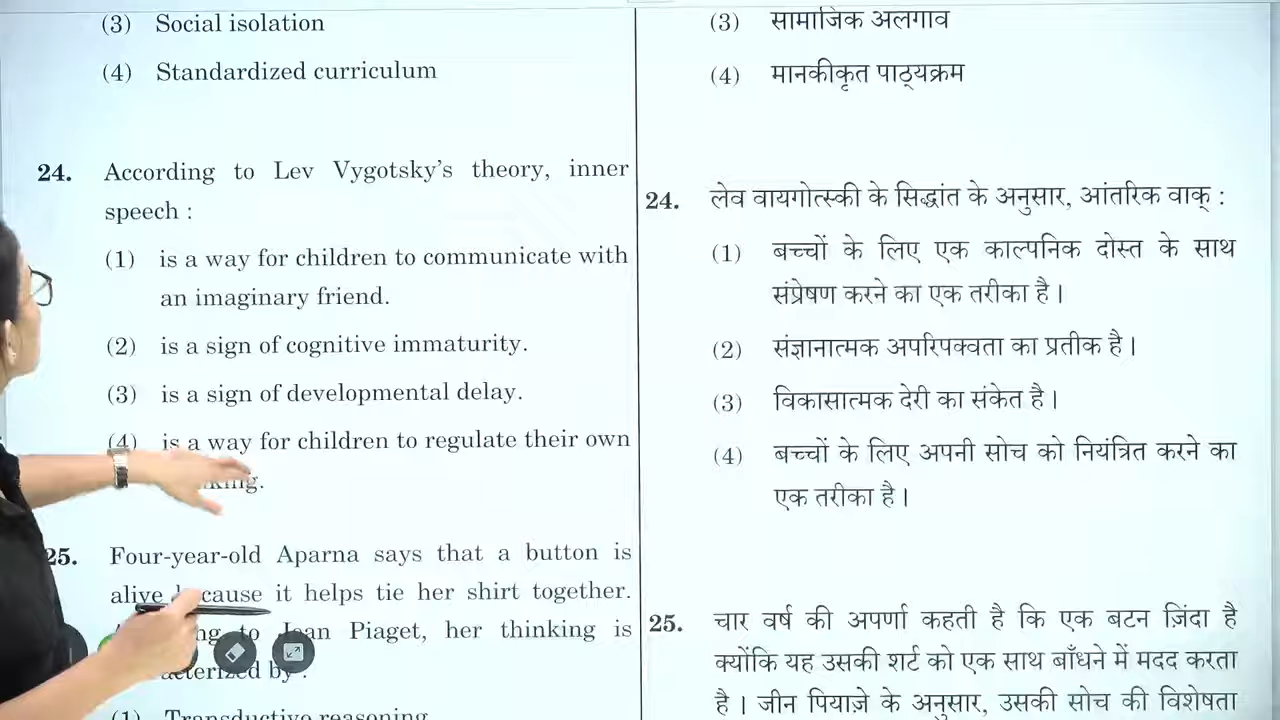 (3) Social isolation
(4) Standardized curriculum
24. According to Lev Vygotsky's theory, inner
speech :
(1) is a way for children to communicate with
an imaginary friend.
(2) is a sign of cognitive immaturity.
(3) is a sign of developmental delay.
(4) is a way for children to regulate their own
25. Four-year-old Aparna says that a button is
alive it helps tie her shirt together.
to Jean Piaget, her thinking is
by :
(1) Transductive reasoning
(3) सामाजिक अलगाव
(4) मानकीकृत पाठ्यक्रम
24. लेव वायगोत्स्की के सिद्धांत के अनुसार, आंतरिक वाक् :
(1) बच्चों के लिए एक काल्पनिक दोस्त के साथ
संप्रेषण करने का एक तरीका है।
(2) संज्ञानात्मक अपरिपक्वता का प्रतीक है।
(3) विकासात्मक देरी का संकेत है।
(4) बच्चों के लिए अपनी सोच को नियंत्रित करने का
एक तरीका है।
25. चार वर्ष की अपर्णा कहती है कि एक बटन ज़िंदा है
क्योंकि यह उसकी शर्ट को एक साथ बाँधने में मदद करता
है। जीन पियाज़े के अनुसार, उसकी सोच की विशेषता